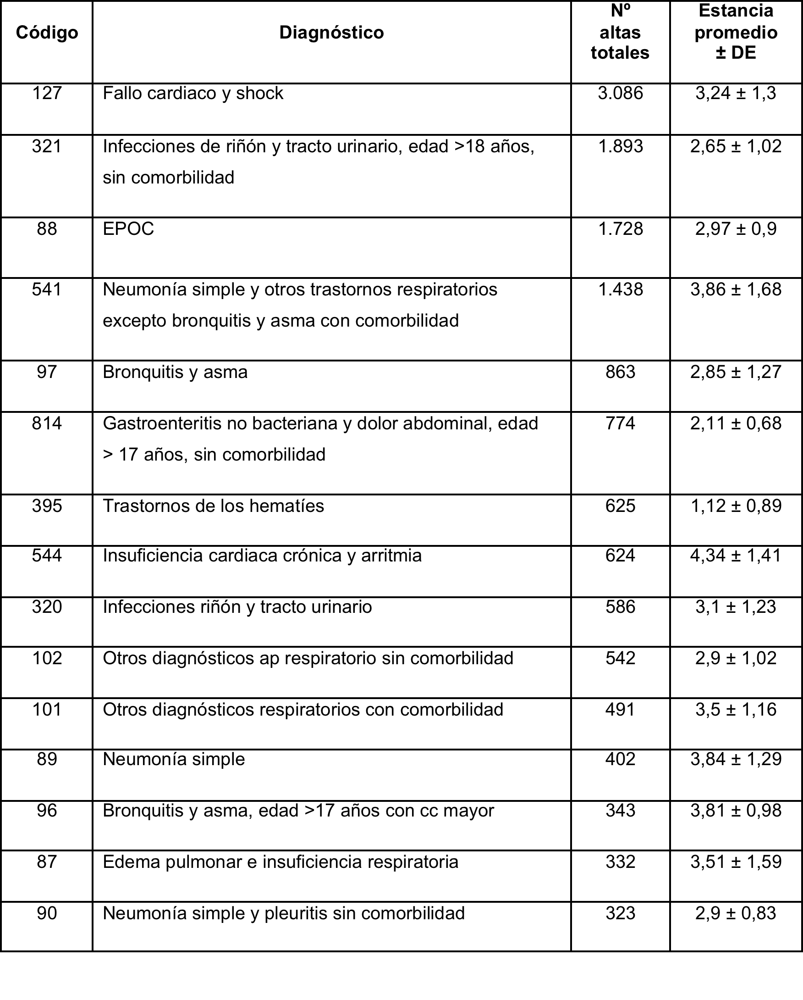 Código Diagnóstico Nº altas totales Estancia promedio ± DE
127 Fallo cardiaco y shock 3.086 3,24 ± 1,3
321 Infecciones de riñón y tracto urinario, edad >18 años, 1.893 2,65 ± 1,02
sin comorbilidad
88 EPOC 1.728 2,97 ± 0,9
541 Neumonía simple y otros trastornos respiratorios 1.438 3,86 ± 1,68
excepto bronquitis y asma con comorbilidad
97 Bronquitis y asma 863 2,85 ± 1,27
814 Gastroenteritis no bacteriana y dolor abdominal, edad 774 2,11 ± 0,68
> 17 años, sin comorbilidad
395 Trastornos de los hematíes 625 1,12 ± 0,89
544 Insuficiencia cardiaca crónica y arritmia 624 4,34 ± 1,41
320 Infecciones riñón y tracto urinario 586 3,1 ± 1,23
102 Otros diagnósticos ap respiratorio sin comorbilidad 542 2,9 ± 1,02
101 Otros diagnósticos respiratorios con comorbilidad 491 3,5 ± 1,16
89 Neumonía simple 402 3,84 ± 1,29
96 Bronquitis y asma, edad >17 años con cc mayor 343 3,81 ± 0,98
87 Edema pulmonar e insuficiencia respiratoria 332 3,51 ± 1,59
90 Neumonía simple y pleuritis sin comorbilidad 323 2,9 ± 0,83